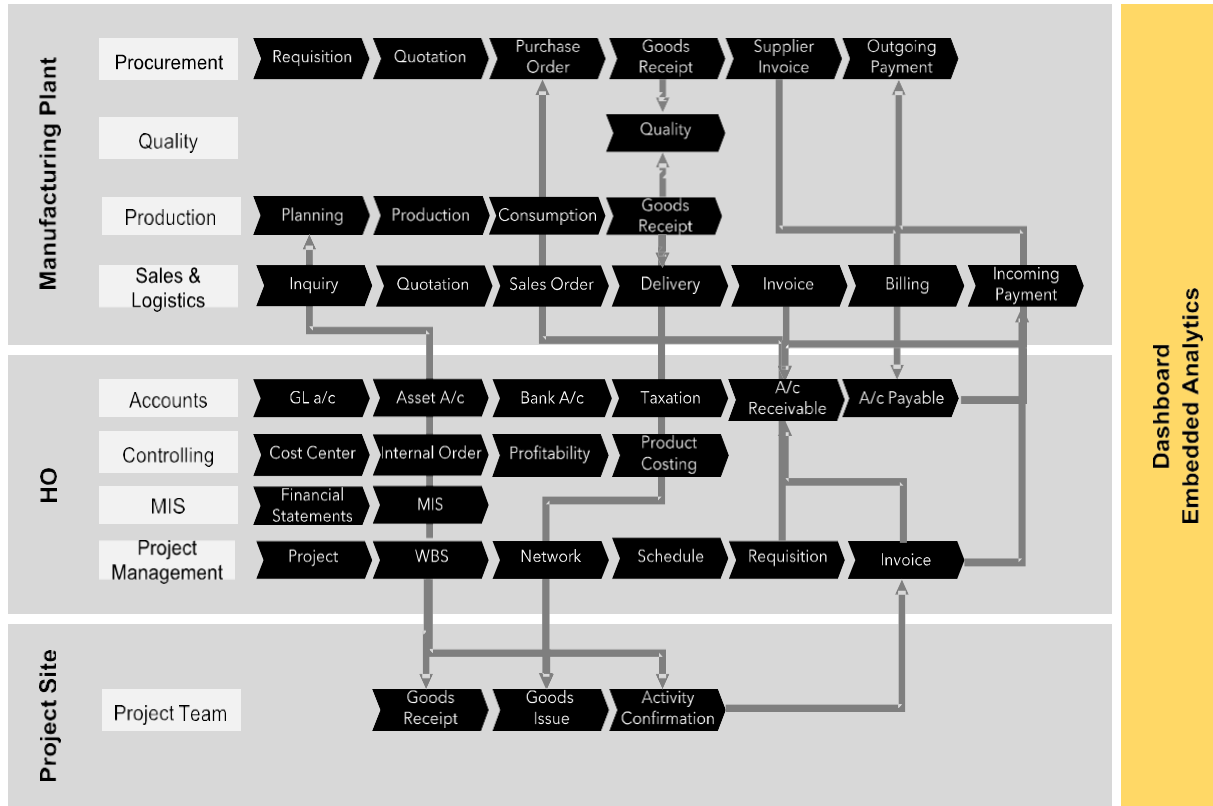 Manufacturing Plant
Procurement
Requisition
Quotation
Purchase
Order
Goods
Receipt
Supplier
Invoice
Outgoing
Payment
Quality
Quality
Production
Planning
Production
Consumption
Goods
Receipt
Sales &
Logistics
Inquiry
Quotation
Sales Order
Delivery
Invoice
Billing
Incoming
Payment
HO
Accounts
GL a/c
Asset A/c
Bank A/c
Taxation
A/c
Receivable
A/c Payable
Controlling
Cost Center
Internal Order
Profitability
Product
Costing
MIS
Financial
Statements
MIS
Project
Management
Project
WBS
Network
Schedule
Requisition
Invoice
Project Site
Project Team
Goods
Receipt
Goods
Issue
Activity
Confirmation
Dashboard
Embedded Analytics